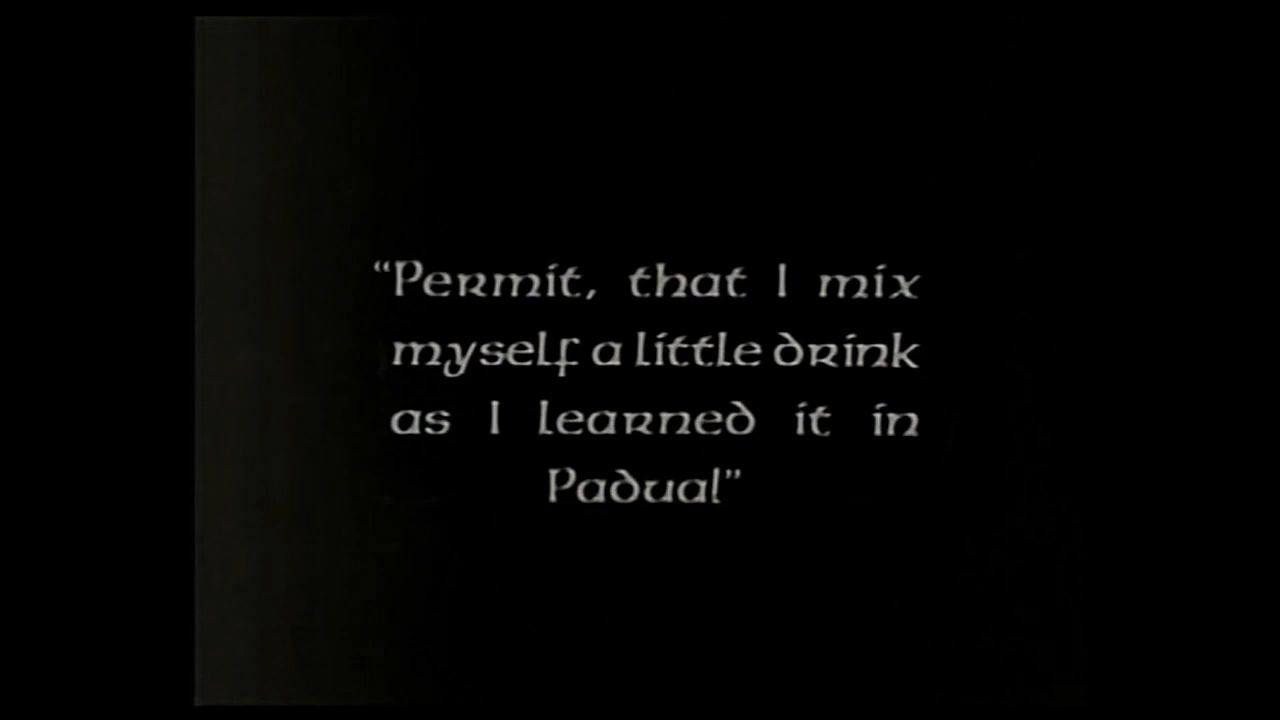 “Permit, that I mix
myself a little drink
as I learned it in
Padua!”